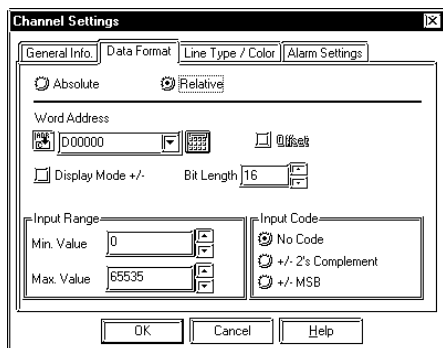 Channel Settings
General Info. Data Format Line Type / Color Alarm Settings
Absolute Relative
Word Address
D00000 Offset
Display Mode +/- Bit Length 16
Input Range Input Code
Min. Value 0 No Code
+/- 2's Complement
Max. Value 65535 +/- MSB
OK Cancel Help